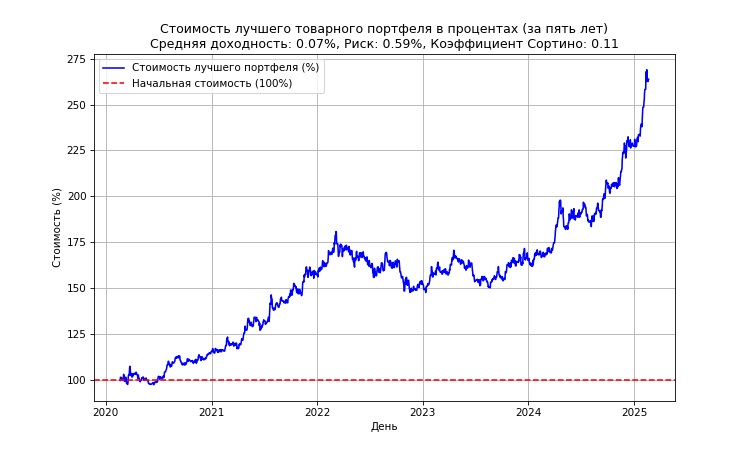 Стоимость лучшего товарного портфеля в процентах (за пять лет)
Средняя доходность: 0.07%, Риск: 0.59%, Коэффициент Сортино: 0.11
Стоимость лучшего портфеля (%)
Начальная стоимость (100%)
Стоимость (%)
275
250
225
200
175
150
125
100
2020
2021
2022
2023
2024
2025
День